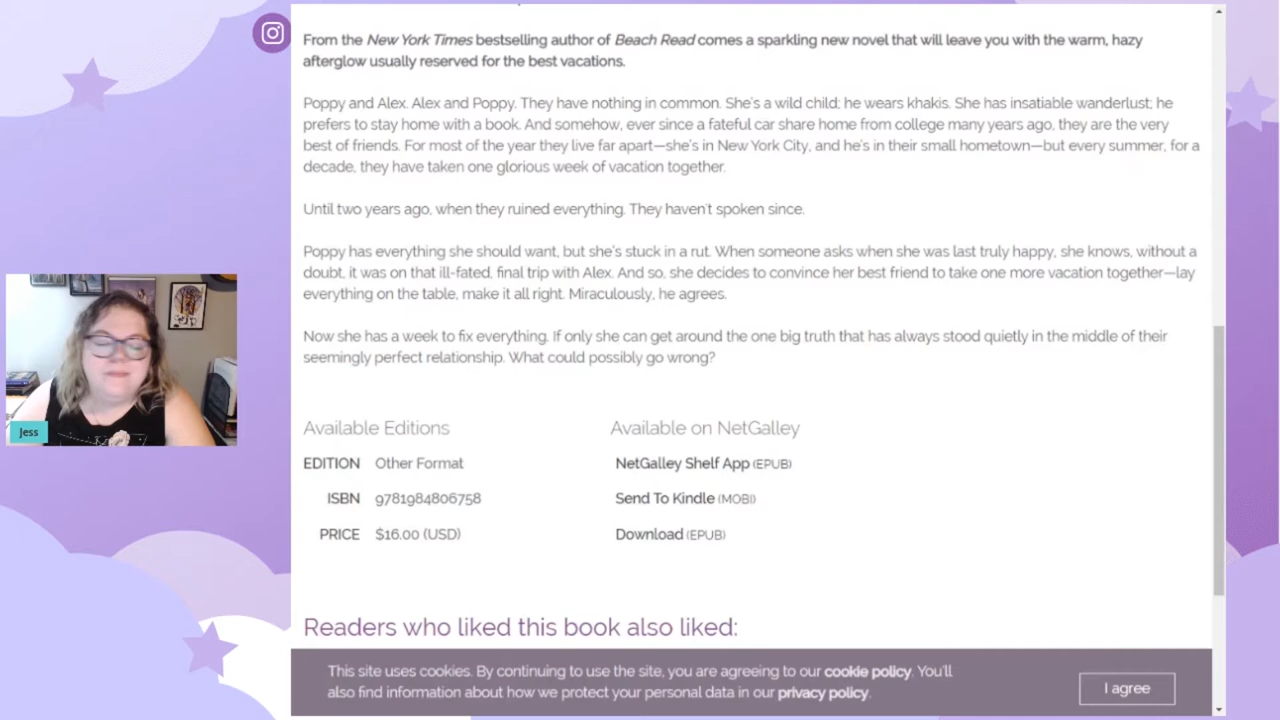 From the New York Times bestselling author of Beach Read comes a sparkling new novel that will leave you with the warm, hazy
afterglow usually reserved for the best vacations.
Poppy and Alex. Alex and Poppy. They have nothing in common. She's a wild child; he wears khakis. She has insatiable wanderlust; he
prefers to stay home with a book. And somehow, ever since a fateful car share home from college many years ago, they are the very
best of friends. For most of the year they live far apart—she's in New York City, and he's in their small hometown—but every summer, for a
decade, they have taken one glorious week of vacation together.
Until two years ago, when they ruined everything. They haven't spoken since.
Poppy has everything she should want, but she's stuck in a rut. When someone asks when she was last truly happy, she knows, without a
doubt, it was on that ill-fated, final trip with Alex. And so, she decides to convince her best friend to take one more vacation together—lay
everything on the table, make it all right. Miraculously, he agrees.
Now she has a week to fix everything. If only she can get around the one big truth that has always stood quietly in the middle of their
seemingly perfect relationship. What could possibly go wrong?
Jess
Available Editions
EDITION Other Format
ISBN 9781984806758
PRICE $16.00 (USD)
Available on NetGalley
NetGalley Shelf App (EPUB)
Send To Kindle (MOBI)
Download (EPUB)
Readers who liked this book also liked:
This site uses cookies. By continuing to use the site, you are agreeing to our cookie policy. You'll
also find information about how we protect your personal data in our privacy policy.
I agree